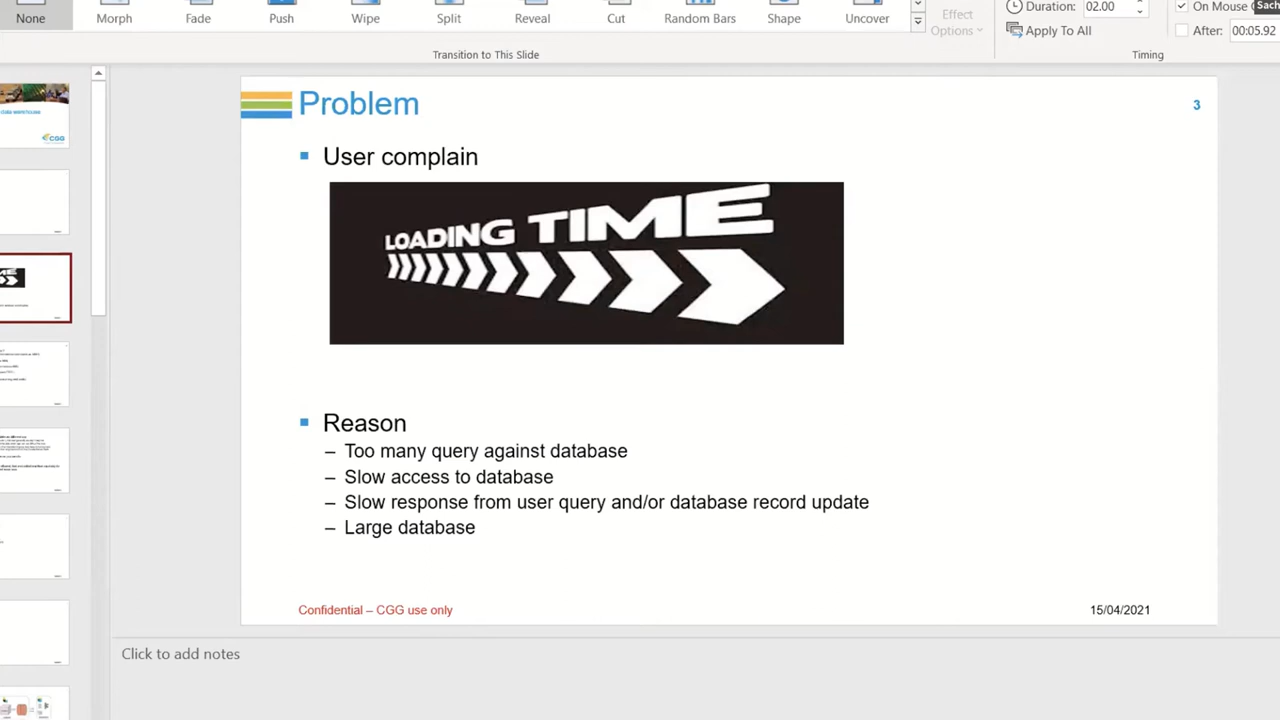 None
Morph
Fade
Push
Wipe
Split
Reveal
Cut
Random Bars
Shape
Uncover
Effect
Options
Duration: 02.00
Apply To All
On Mouse
Sach
After: 00:05.92
Transition to This Slide
Timing
CGG
Problem
3
User complain
LOADING TIME
Reason
– Too many query against database
– Slow access to database
– Slow response from user query and/or database record update
– Large database
Confidential – CGG use only
15/04/2021
Click to add notes